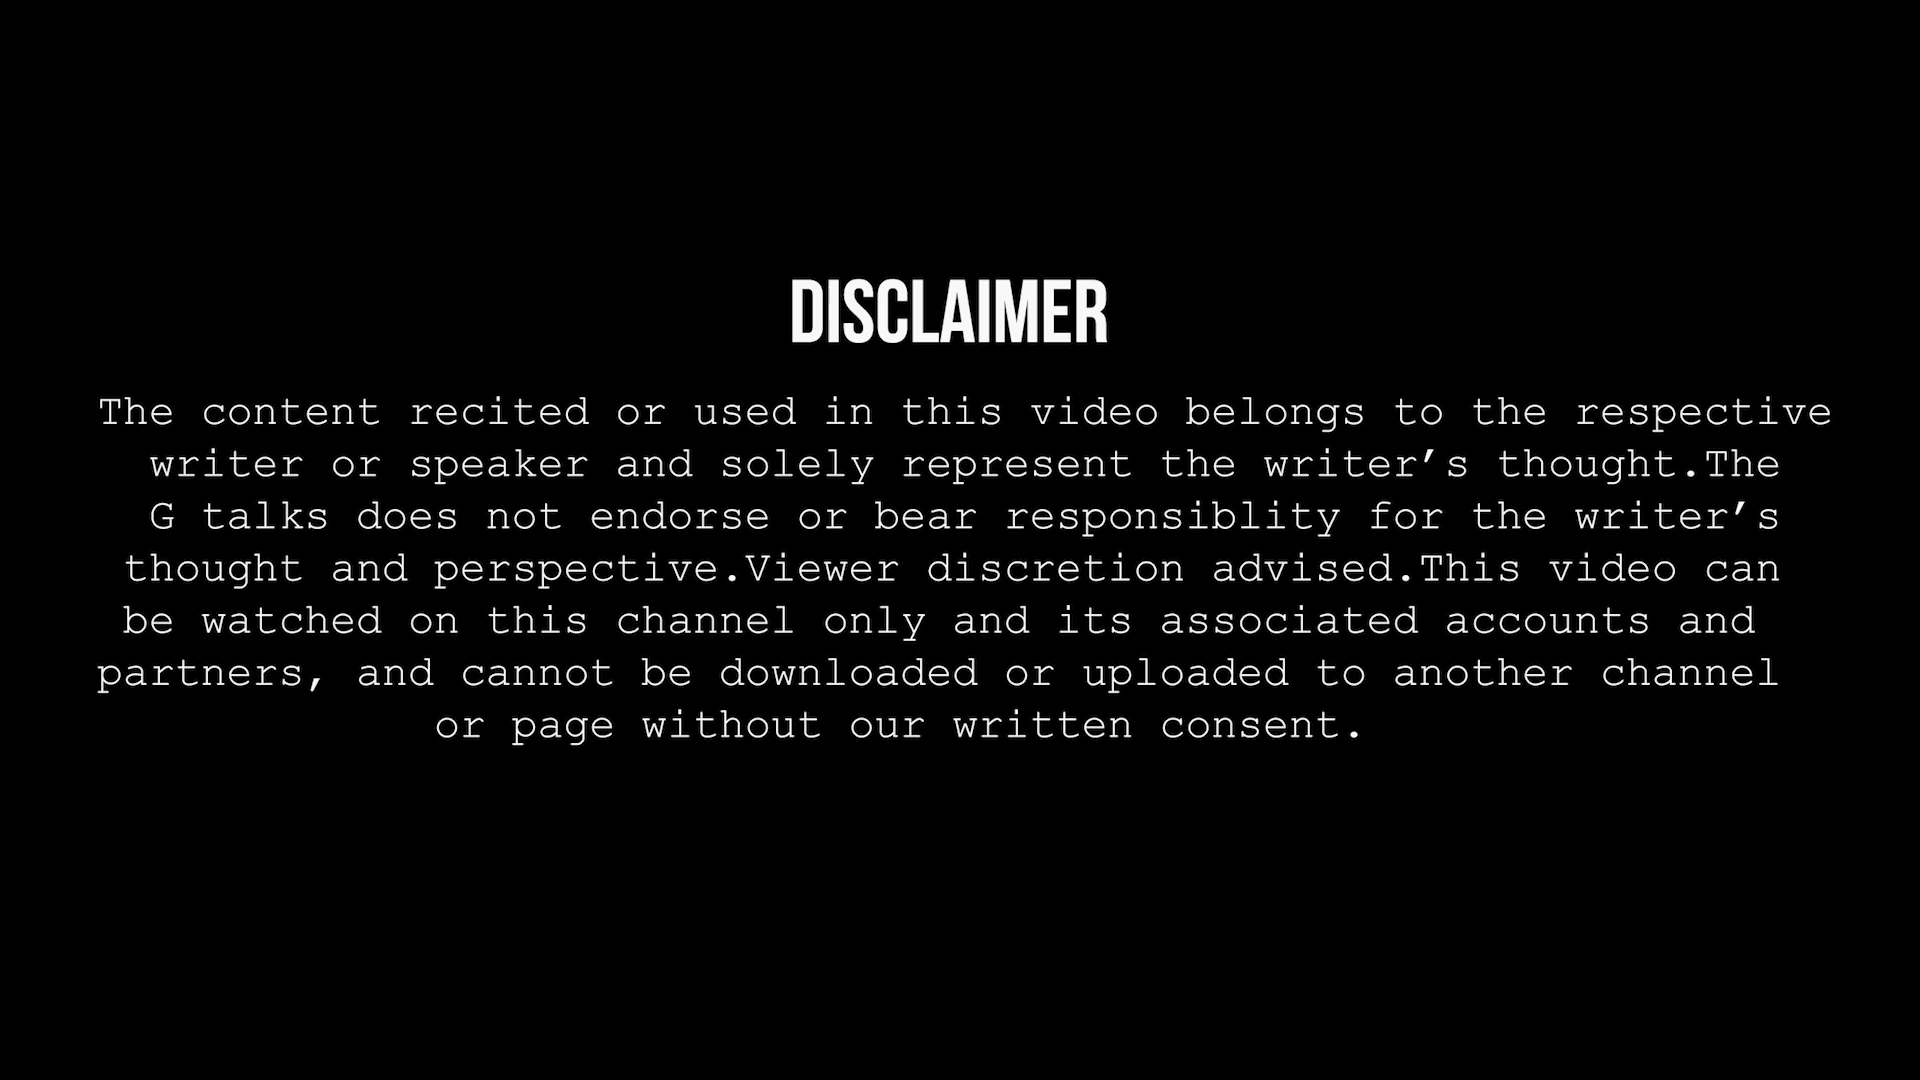 DISCLAIMER
The content recited or used in this video belongs to the respective
writer or speaker and solely represent the writer’s thought.The
G talks does not endorse or bear responsiblity for the writer’s
thought and perspective.Viewer discretion advised.This video can
be watched on this channel only and its associated accounts and
partners, and cannot be downloaded or uploaded to another channel
or page without our written consent.